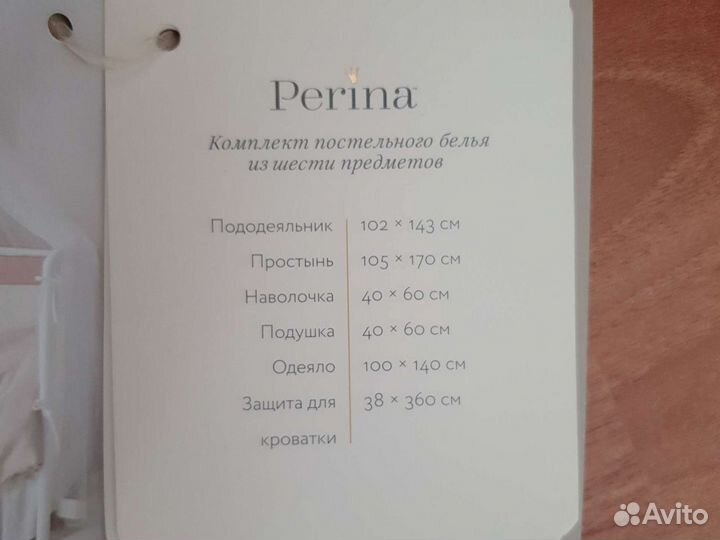 Perina
Комплект постельного белья
из шести предметов
Пододеяльник 102 × 143 см
Простынь 105 × 170 см
Наволочка 40 × 60 см
Подушка 40 × 60 см
Одеяло 100 × 140 см
Защита для 38 × 360 см
кроватки
Avito